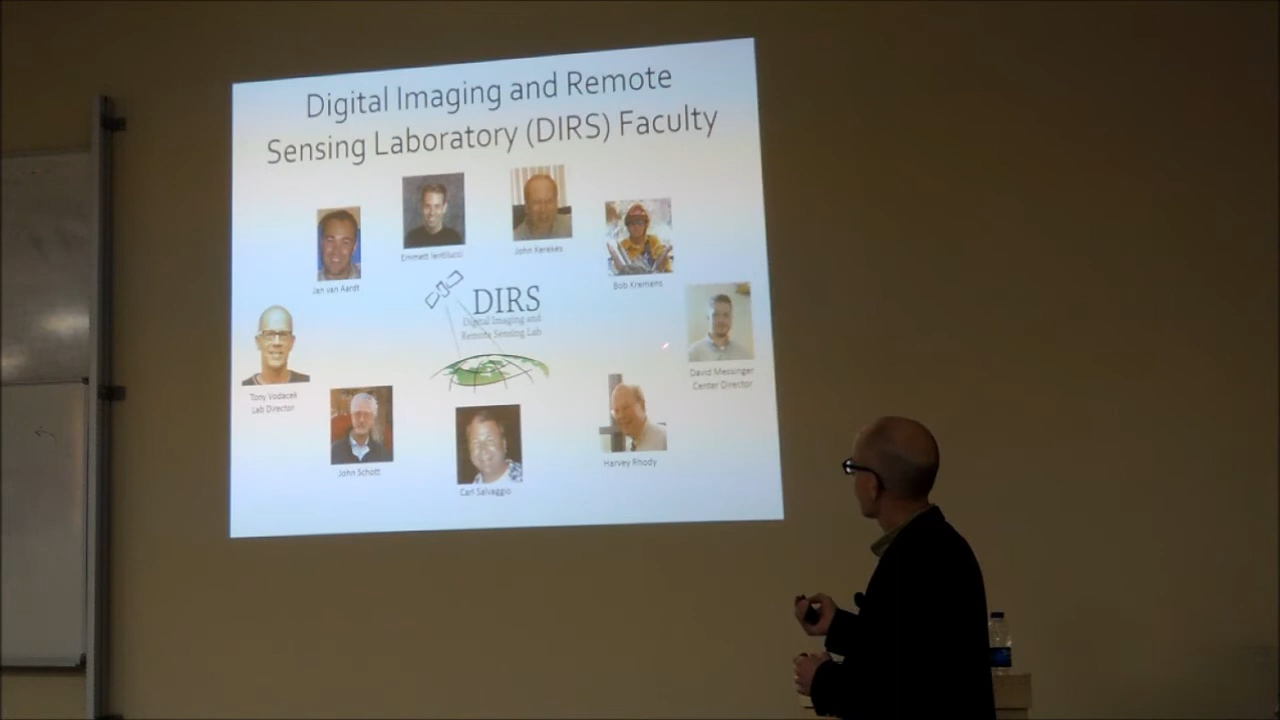 Digital Imaging and Remote
Sensing Laboratory (DIRS) Faculty
Emmett Ientilucci
John Kerekes
Jan van Aardt
Bob Kremens
DIRS
Digital Imaging and
Remote Sensing Lab
David Messinger
Center Director
Tony Vodacek
Lab Director
Harvey Rhody
John Schott
Carl Salvaggio